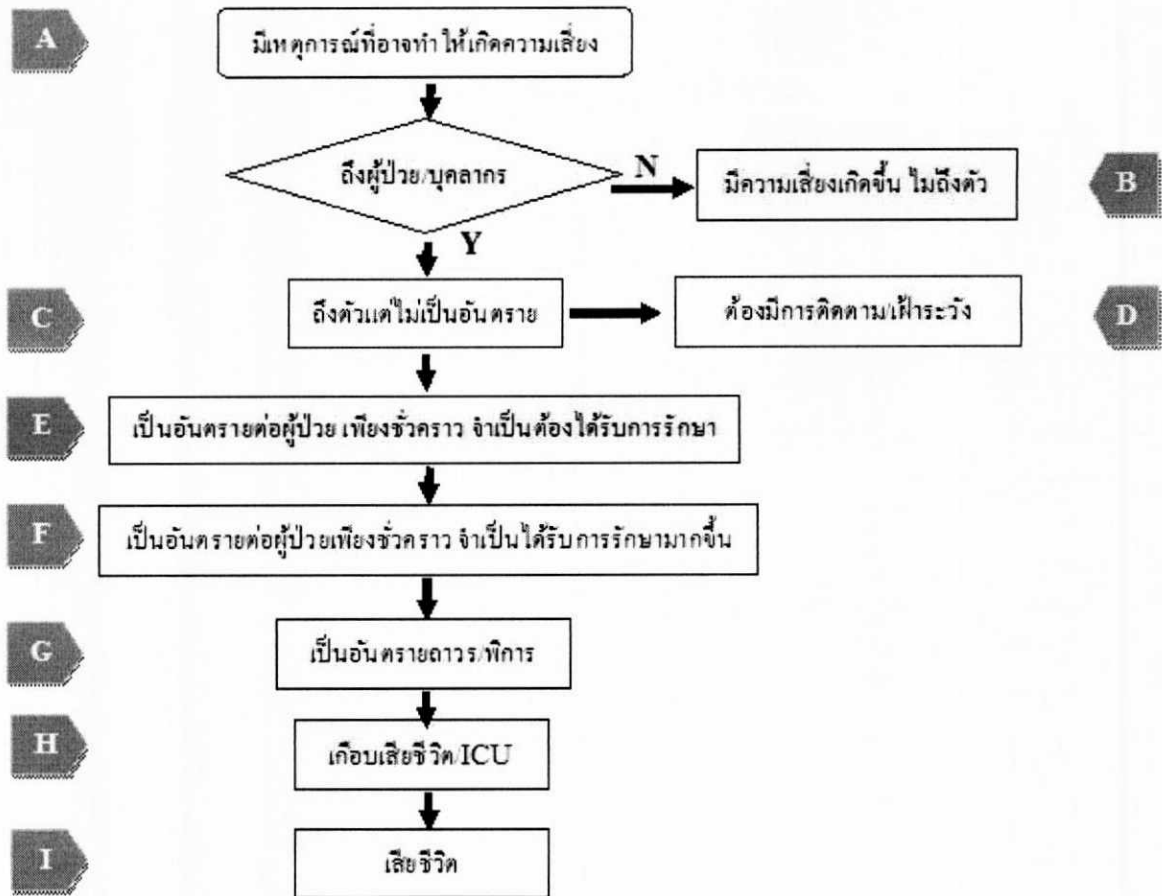 A
มีเหตุการณ์ที่อาจทำให้เกิดความเสี่ยง
ถึงผู้ป่วย/บุคลากร
N
มีความเสี่ยงเกิดขึ้น ไม่ถึงตัว
B
Y
C
ถึงตัวแต่ไม่เป็นอันตราย
ต้องมีการติดตาม/เฝ้าระวัง
D
E
เป็นอันตรายต่อผู้ป่วย เพียงชั่วคราว จำเป็นต้องได้รับการรักษา
F
เป็นอันตรายต่อผู้ป่วยเพียงชั่วคราว จำเป็นได้รับการรักษามากขึ้น
G
เป็นอันตรายถาวร/พิการ
H
เกือบเสียชีวิต/ICU
I
เสียชีวิต